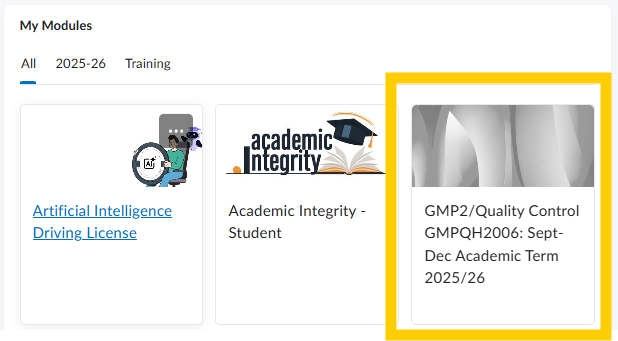 My Modules
All 2025-26 Training
AI
Artificial Intelligence
Driving License
academic
Integrity
Academic Integrity -
Student
GMP2/Quality Control
GMPQH2006: Sept-
Dec Academic Term
2025/26